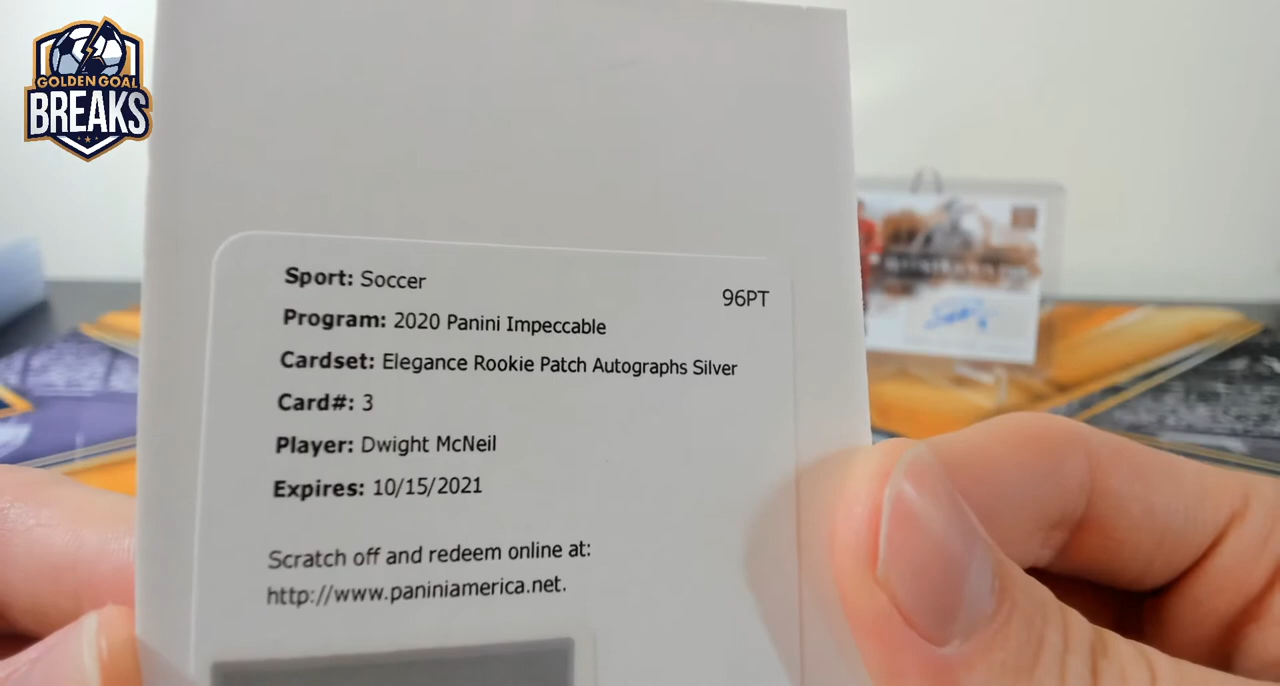 GOLDEN GOAL
BREAKS
Sport: Soccer
96PT
Program: 2020 Panini Impeccable
Cardset: Elegance Rookie Patch Autographs Silver
Card#: 3
Player: Dwight McNeil
Expires: 10/15/2021
Scratch off and redeem online at:
http://www.paniniamerica.net.